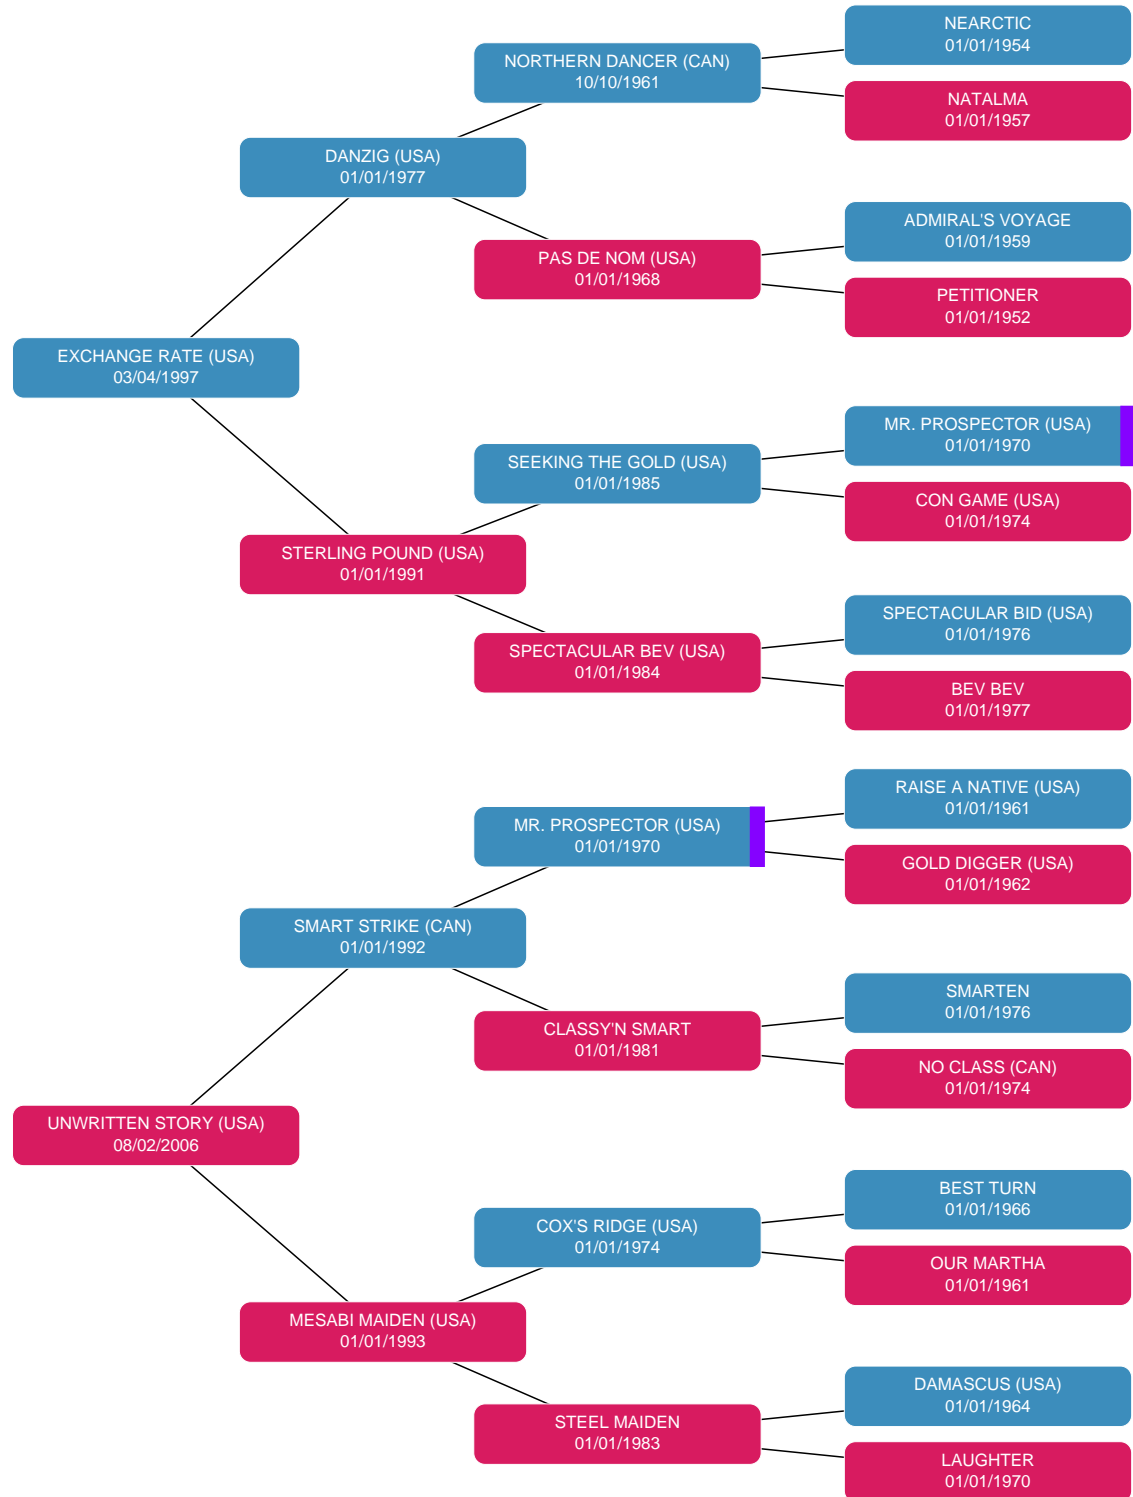 NEARCTIC
01/01/1954
NORTHERN DANCER (CAN)
10/10/1961
NATALMA
01/01/1957
DANZIG (USA)
01/01/1977
ADMIRAL'S VOYAGE
01/01/1959
PAS DE NOM (USA)
01/01/1968
PETITIONER
01/01/1952
EXCHANGE RATE (USA)
03/04/1997
MR. PROSPECTOR (USA)
01/01/1970
SEEKING THE GOLD (USA)
01/01/1985
CON GAME (USA)
01/01/1974
STERLING POUND (USA)
01/01/1991
SPECTACULAR BID (USA)
01/01/1976
SPECTACULAR BEV (USA)
01/01/1984
BEV BEV
01/01/1977
RAISE A NATIVE (USA)
01/01/1961
MR. PROSPECTOR (USA)
01/01/1970
GOLD DIGGER (USA)
01/01/1962
SMART STRIKE (CAN)
01/01/1992
SMARTEN
01/01/1976
CLASSY'N SMART
01/01/1981
NO CLASS (CAN)
01/01/1974
UNWRITTEN STORY (USA)
08/02/2006
BEST TURN
01/01/1966
COX'S RIDGE (USA)
01/01/1974
OUR MARTHA
01/01/1961
MESABI MAIDEN (USA)
01/01/1993
DAMASCUS (USA)
01/01/1964
STEEL MAIDEN
01/01/1983
LAUGHTER
01/01/1970